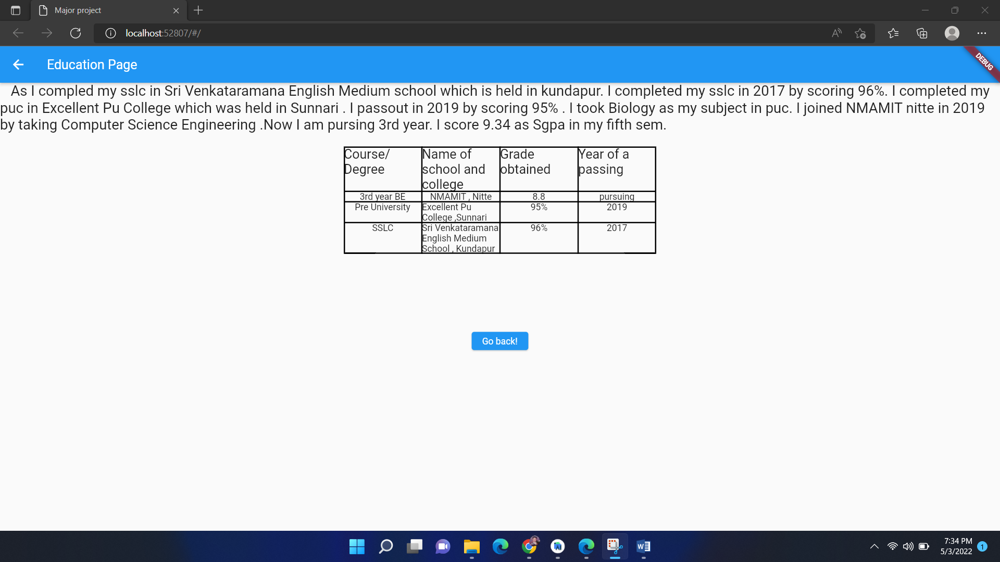 Major project
localhost:52807/#/
Education Page
DEBUG
As I compled my sslc in Sri Venkataramana English Medium school which is held in kundapur. I completed my sslc in 2017 by scoring 96%. I completed my
puc in Excellent Pu College which was held in Sunnari . I passout in 2019 by scoring 95% . I took Biology as my subject in puc. I joined NMAMIT nitte in 2019
by taking Computer Science Engineering .Now I am pursing 3rd year. I score 9.34 as Sgpa in my fifth sem.
Course/
Degree
Name of
school and
college
Grade
obtained
Year of a
passing
3rd year BE
NMAMIT , Nitte
8.8
pursuing
Pre University
Excellent Pu
College ,Sunnari
95%
2019
SSLC
Sri Venkataramana
English Medium
School , Kundapur
96%
2017
Go back!
7:34 PM
5/3/2022
1